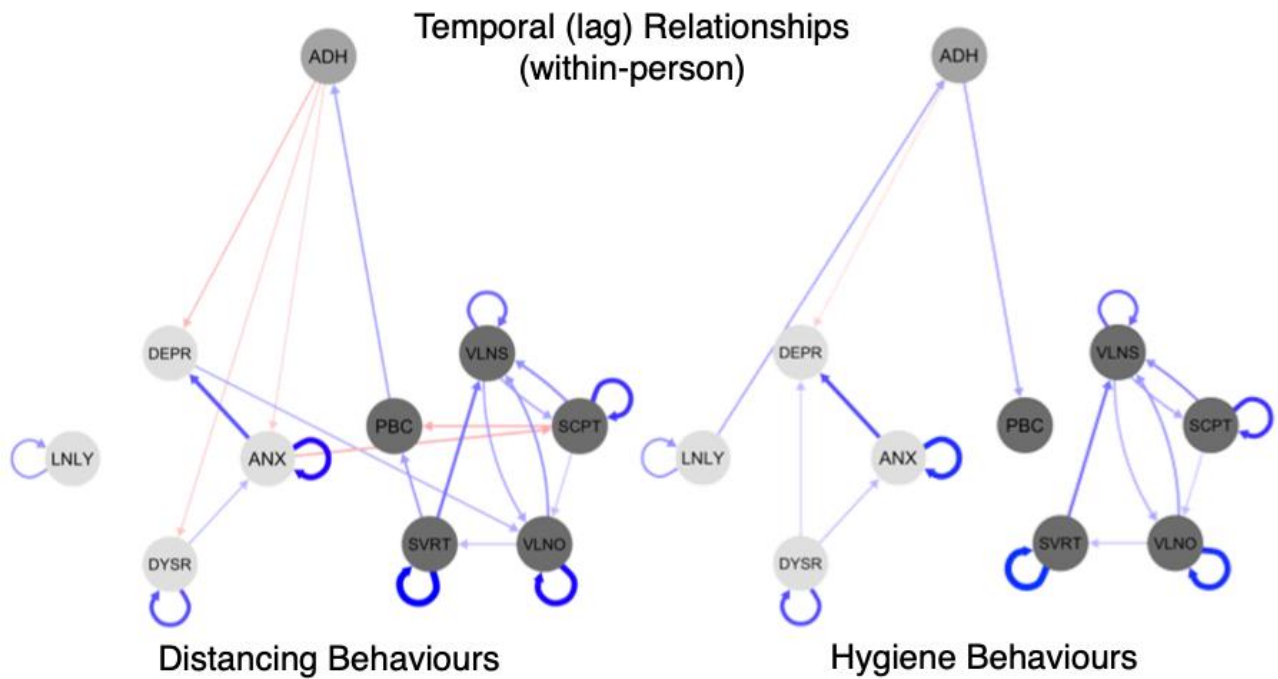 Temporal (lag) Relationships
(within-person)
ADH
DEPR
VLNS
PBC
SCPT
LNLY
ANX
SVRT
VLNO
DYSR
Distancing Behaviours
ADH
DEPR
VLNS
PBC
SCPT
LNLY
ANX
SVRT
VLNO
DYSR
Hygiene Behaviours